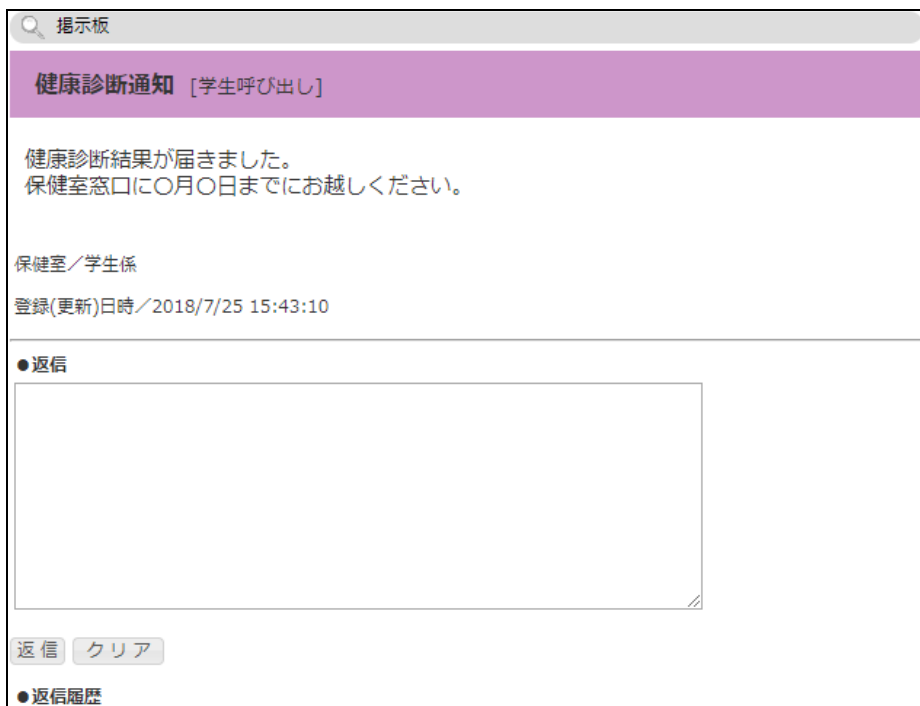 掲示板
健康診断通知 [学生呼び出し]
健康診断結果が届きました。
保健室窓口に〇月〇日までにお越しください。
保健室／学生係
登録(更新)日時／2018/7/25 15:43:10
●返信
返信 クリア
●返信履歴